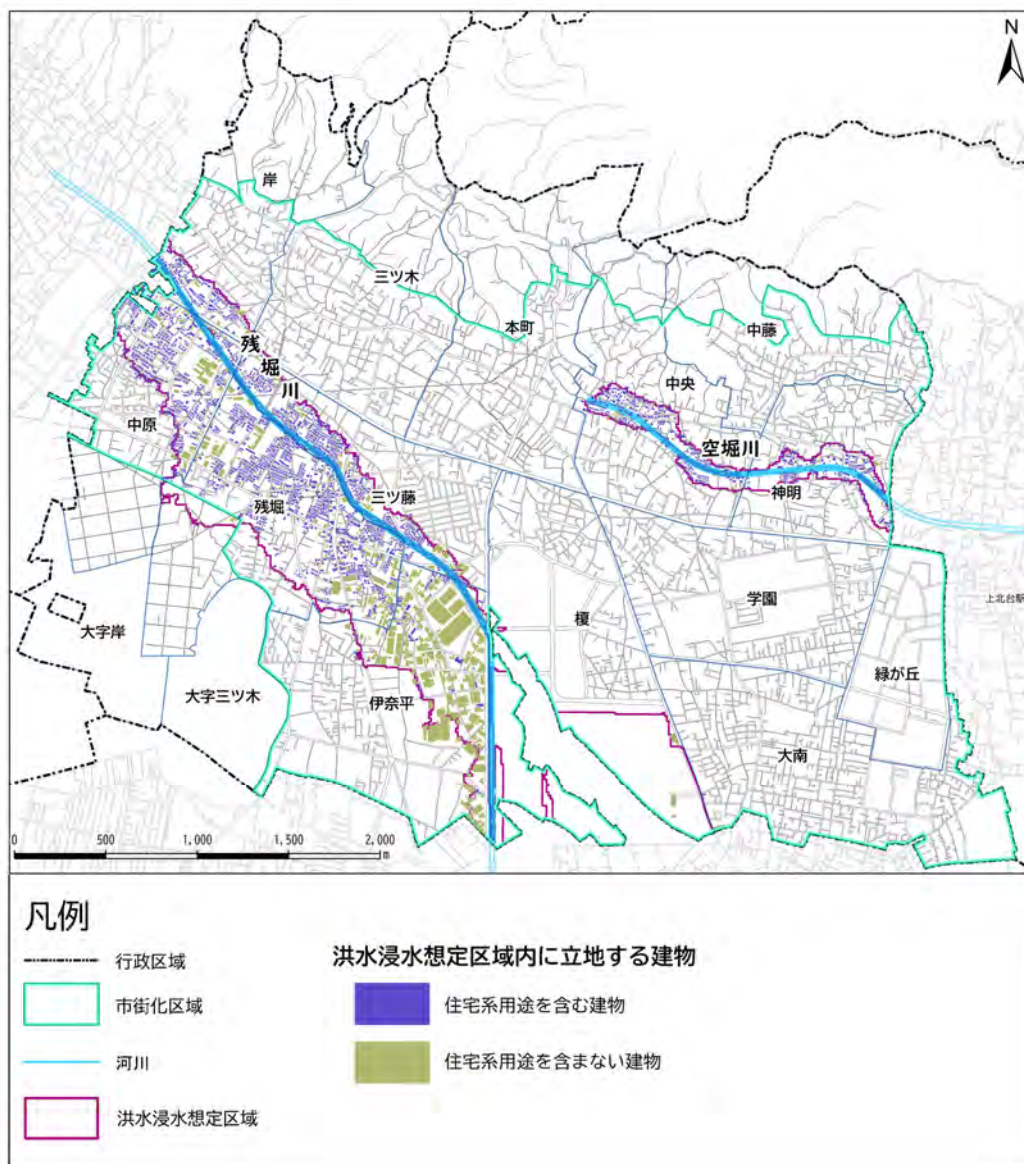 N
岸
三ツ木
本町
中藤
残堀川
中央
中原
空堀川
神明
残堀
三ツ藤
学園
上北台駅
榎
大字岸
緑が丘
大字三ツ木
伊奈平
大南
0 500 1,000 1,500 2,000
m
凡例
行政区域
市街化区域
河川
洪水浸水想定区域
洪水浸水想定区域内に立地する建物
住宅系用途を含む建物
住宅系用途を含まない建物